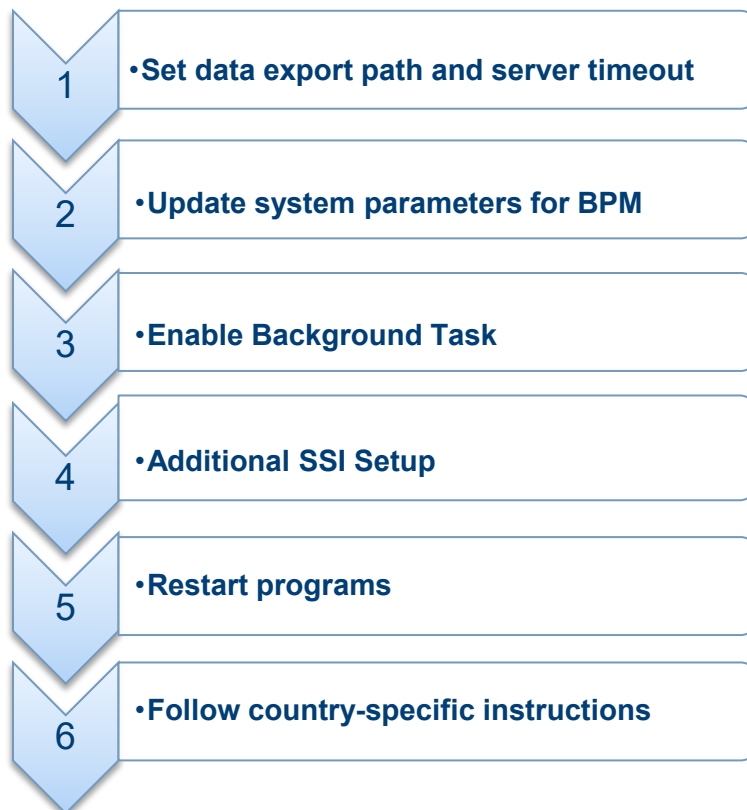 1 •Set data export path and server timeout
2 •Update system parameters for BPM
3 •Enable Background Task
4 •Additional SSI Setup
5 •Restart programs
6 •Follow country-specific instructions